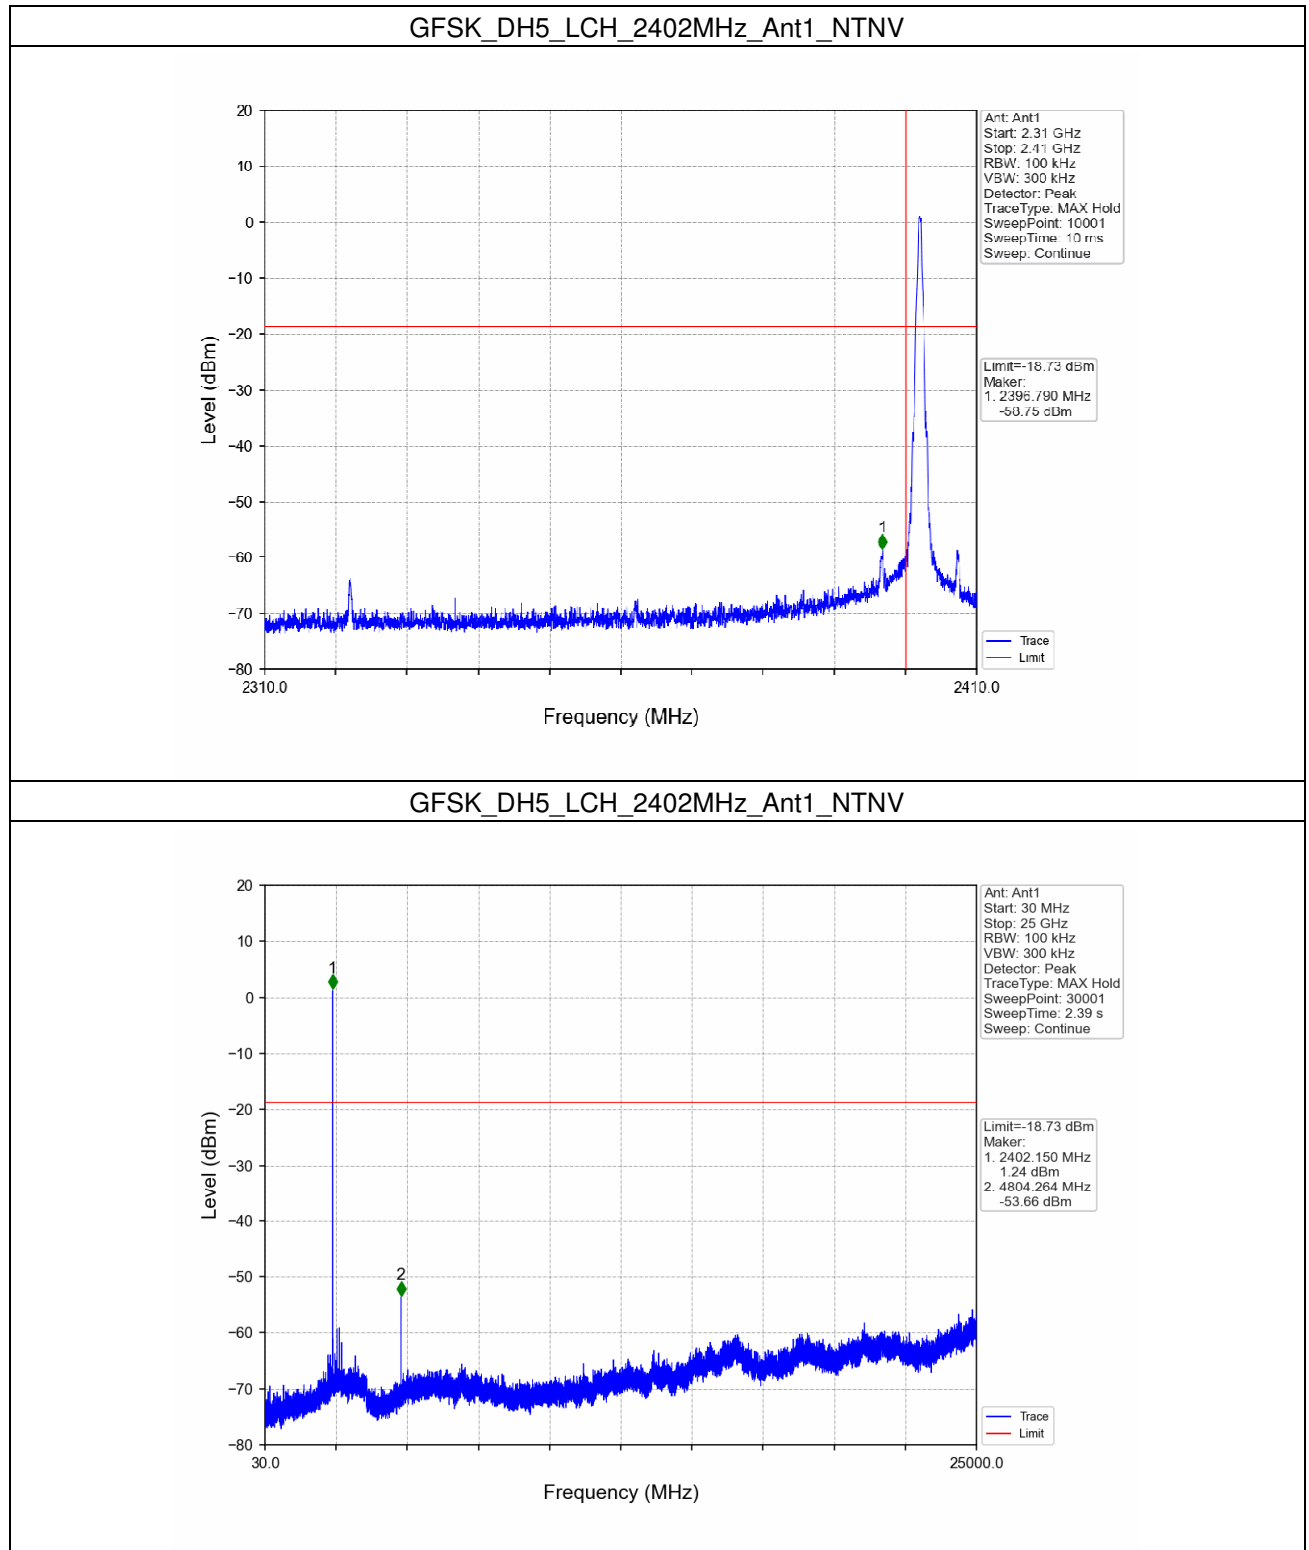 GFSK_DH5_LCH_2402MHz_Ant1_NTNV
20
10
0
−10
−20
−30
−40
−50
−60
−70
−80
Level (dBm)
2310.0
2410.0
Frequency (MHz)
1
Ant: Ant1
Start: 2.31 GHz
Stop: 2.41 GHz
RBW: 100 kHz
VBW: 300 kHz
Detector: Peak
TraceType: MAX Hold
SweepPoint: 10001
SweepTime: 10 ms
Sweep: Continue
Limit=-18.73 dBm
Maker:
1. 2396.790 MHz
-58.75 dBm
Trace
Limit
GFSK_DH5_LCH_2402MHz_Ant1_NTNV
20
10
0
−10
−20
−30
−40
−50
−60
−70
−80
Level (dBm)
30.0
25000.0
Frequency (MHz)
1
2
Ant: Ant1
Start: 30 MHz
Stop: 25 GHz
RBW: 100 kHz
VBW: 300 kHz
Detector: Peak
TraceType: MAX Hold
SweepPoint: 30001
SweepTime: 2.39 s
Sweep: Continue
Limit=-18.73 dBm
Maker:
1. 2402.150 MHz
1.24 dBm
2. 4804.264 MHz
-53.66 dBm
Trace
Limit